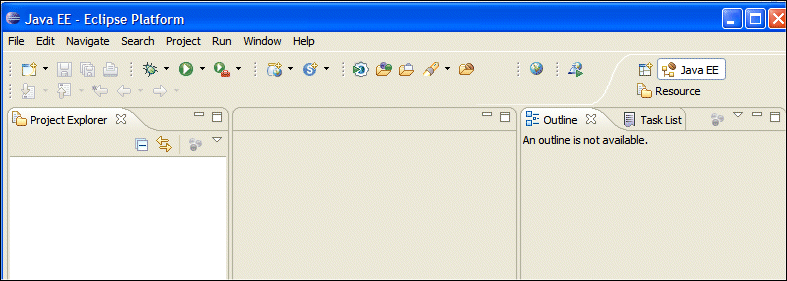 Java EE - Eclipse Platform
File Edit Navigate Search Project Run Window Help
Java EE
Resource
Project Explorer
Outline Task List
An outline is not available.